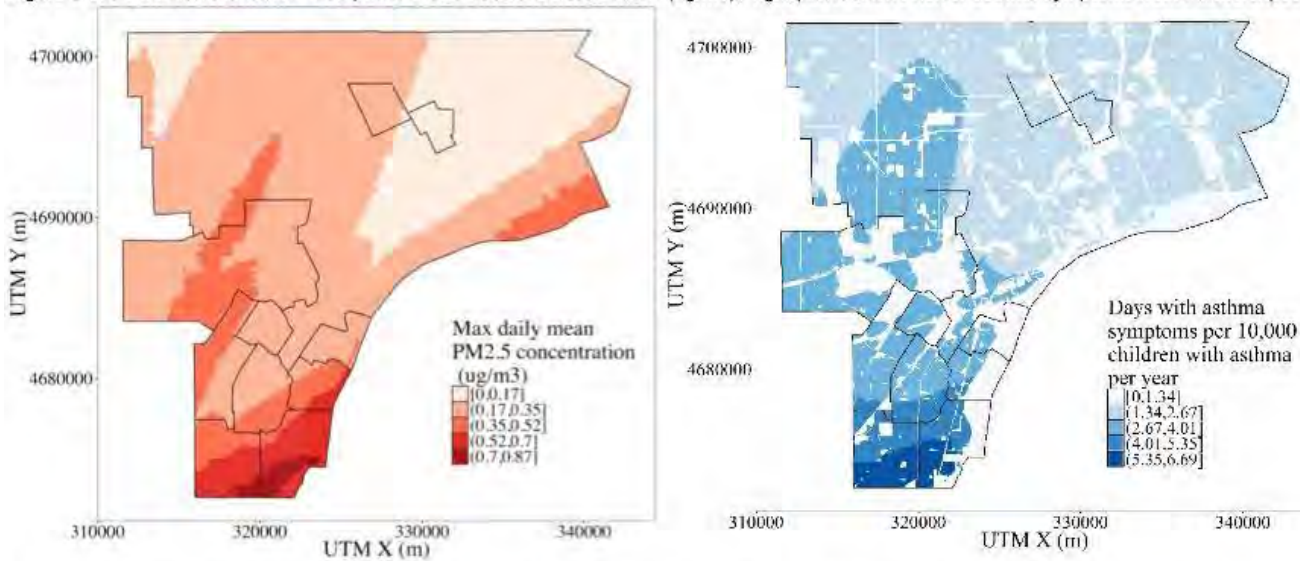 4700000
4690000
4680000
UTM Y (m)
Max daily mean
PM2.5 concentration
(ug/m3)
[0,0.17]
(0.17,0.35]
(0.35,0.52]
(0.52,0.7]
(0.7,0.87]
310000
320000
330000
340000
UTM X (m)
4700000
4690000
4680000
UTM Y (m)
Days with asthma
symptoms per 10,000
children with asthma
per year
[0,1.34]
(1.34,2.67]
(2.67,4.01]
(4.01,5.35]
(5.35,6.69]
310000
320000
330000
340000
UTM X (m)